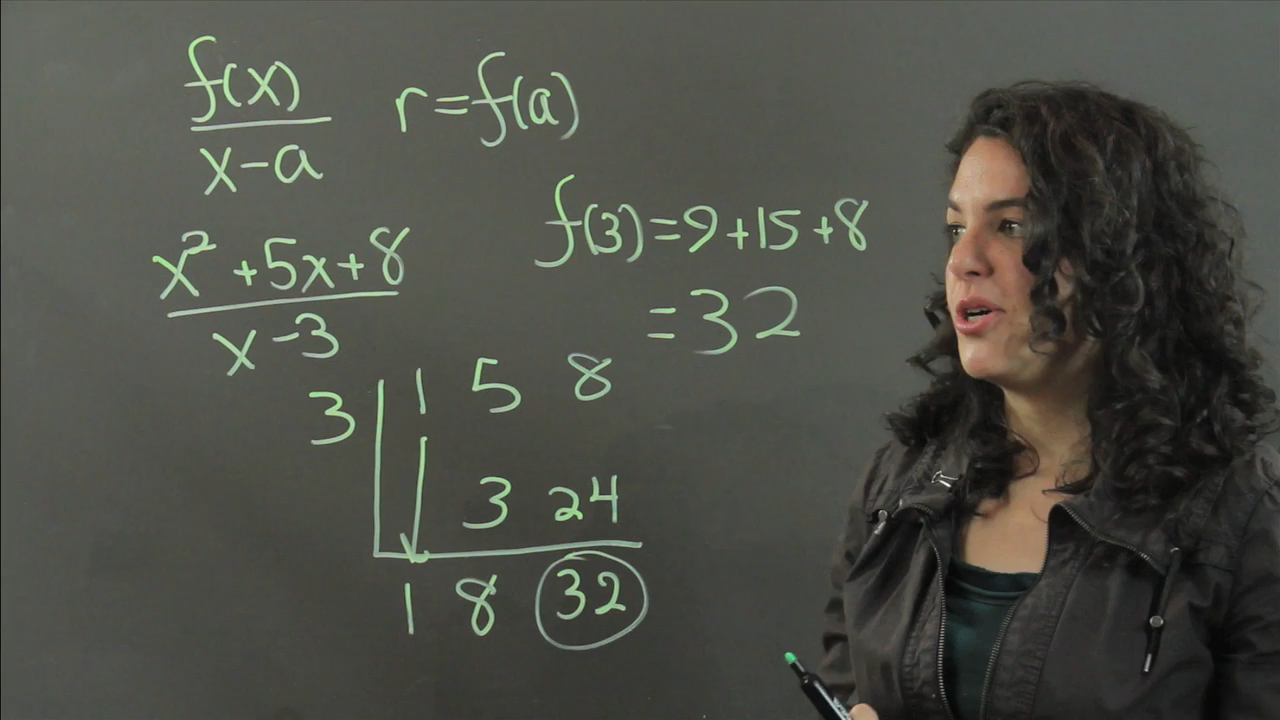 f(x)
x-a
r=f(a)
f(3)=9+15+8
=32
x²+5x+8
x-3
3 1 5 8
3 24
1 8 32